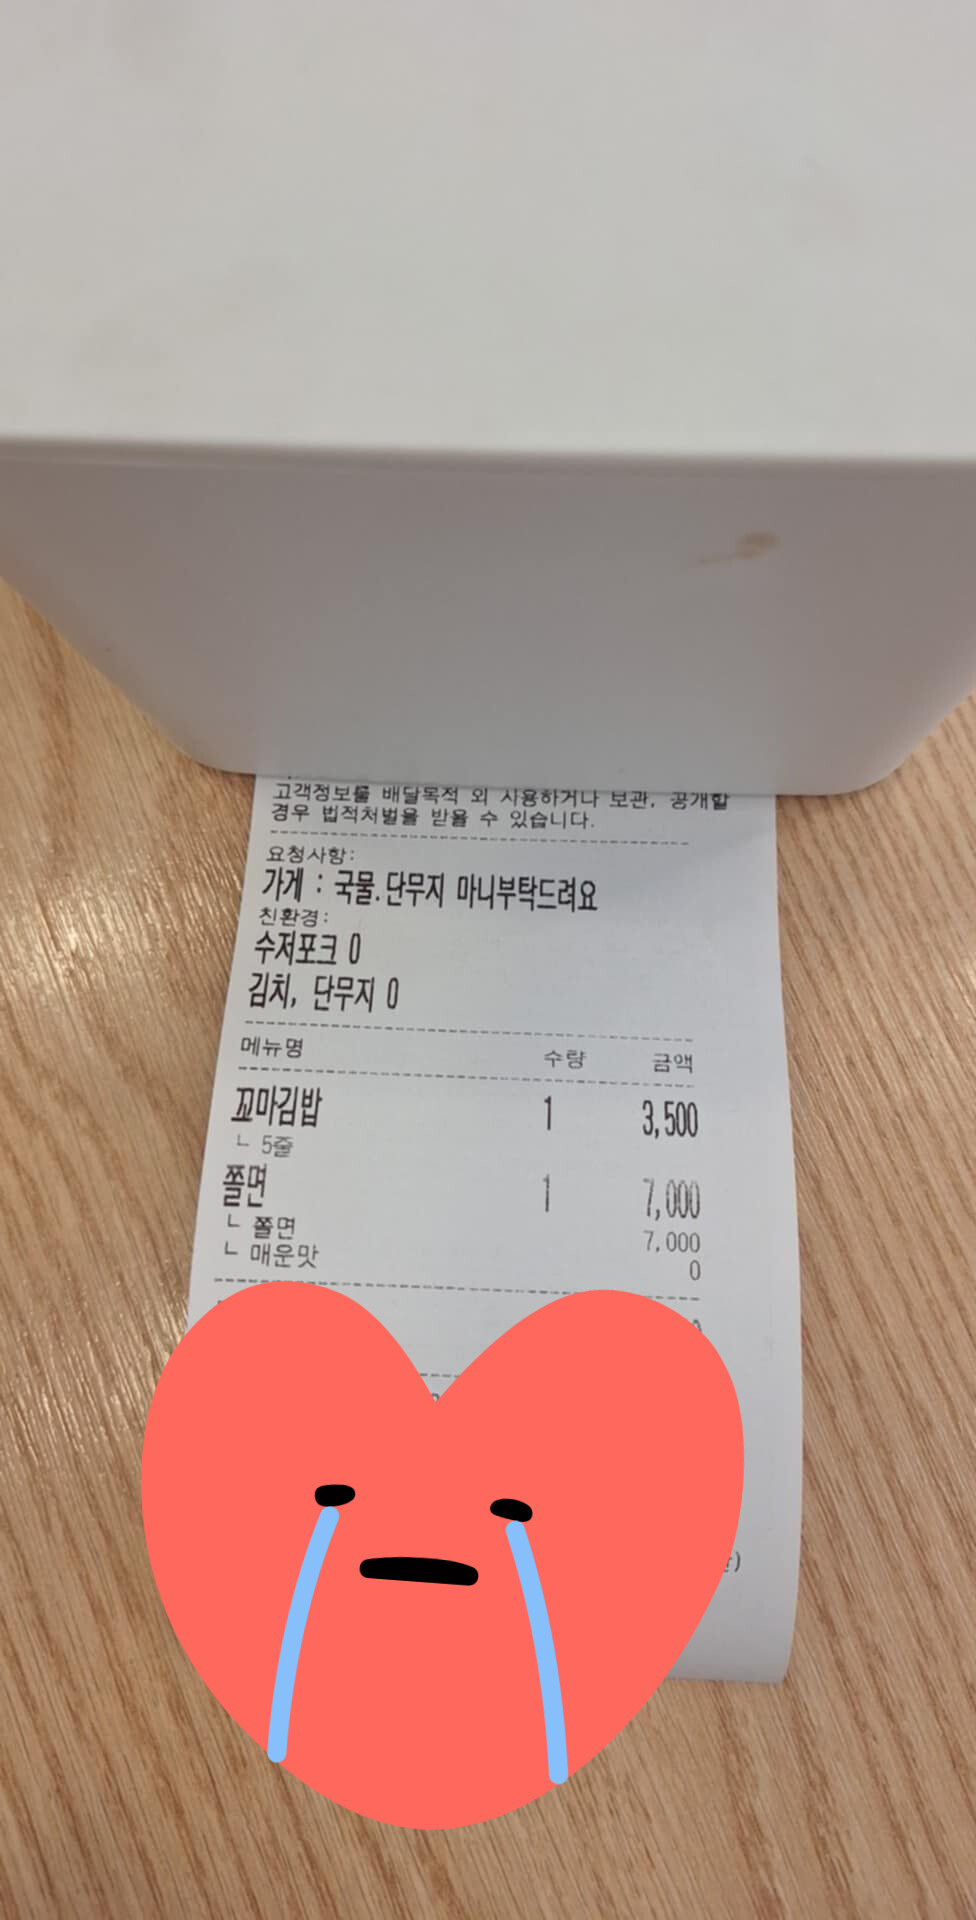 고객정보를 배달목적 외 사용하거나 보관, 공개할
경우 법적처벌을 받을 수 있습니다.
요청사항:
가게 : 국물.단무지 마니부탁드려요
친환경:
수저포크 0
김치, 단무지 0
메뉴명 수량 금액
꼬마김밥 1 3,500
ㄴ 5줄
쫄면 1 7,000
ㄴ 쫄면 7,000
ㄴ 매운맛 0